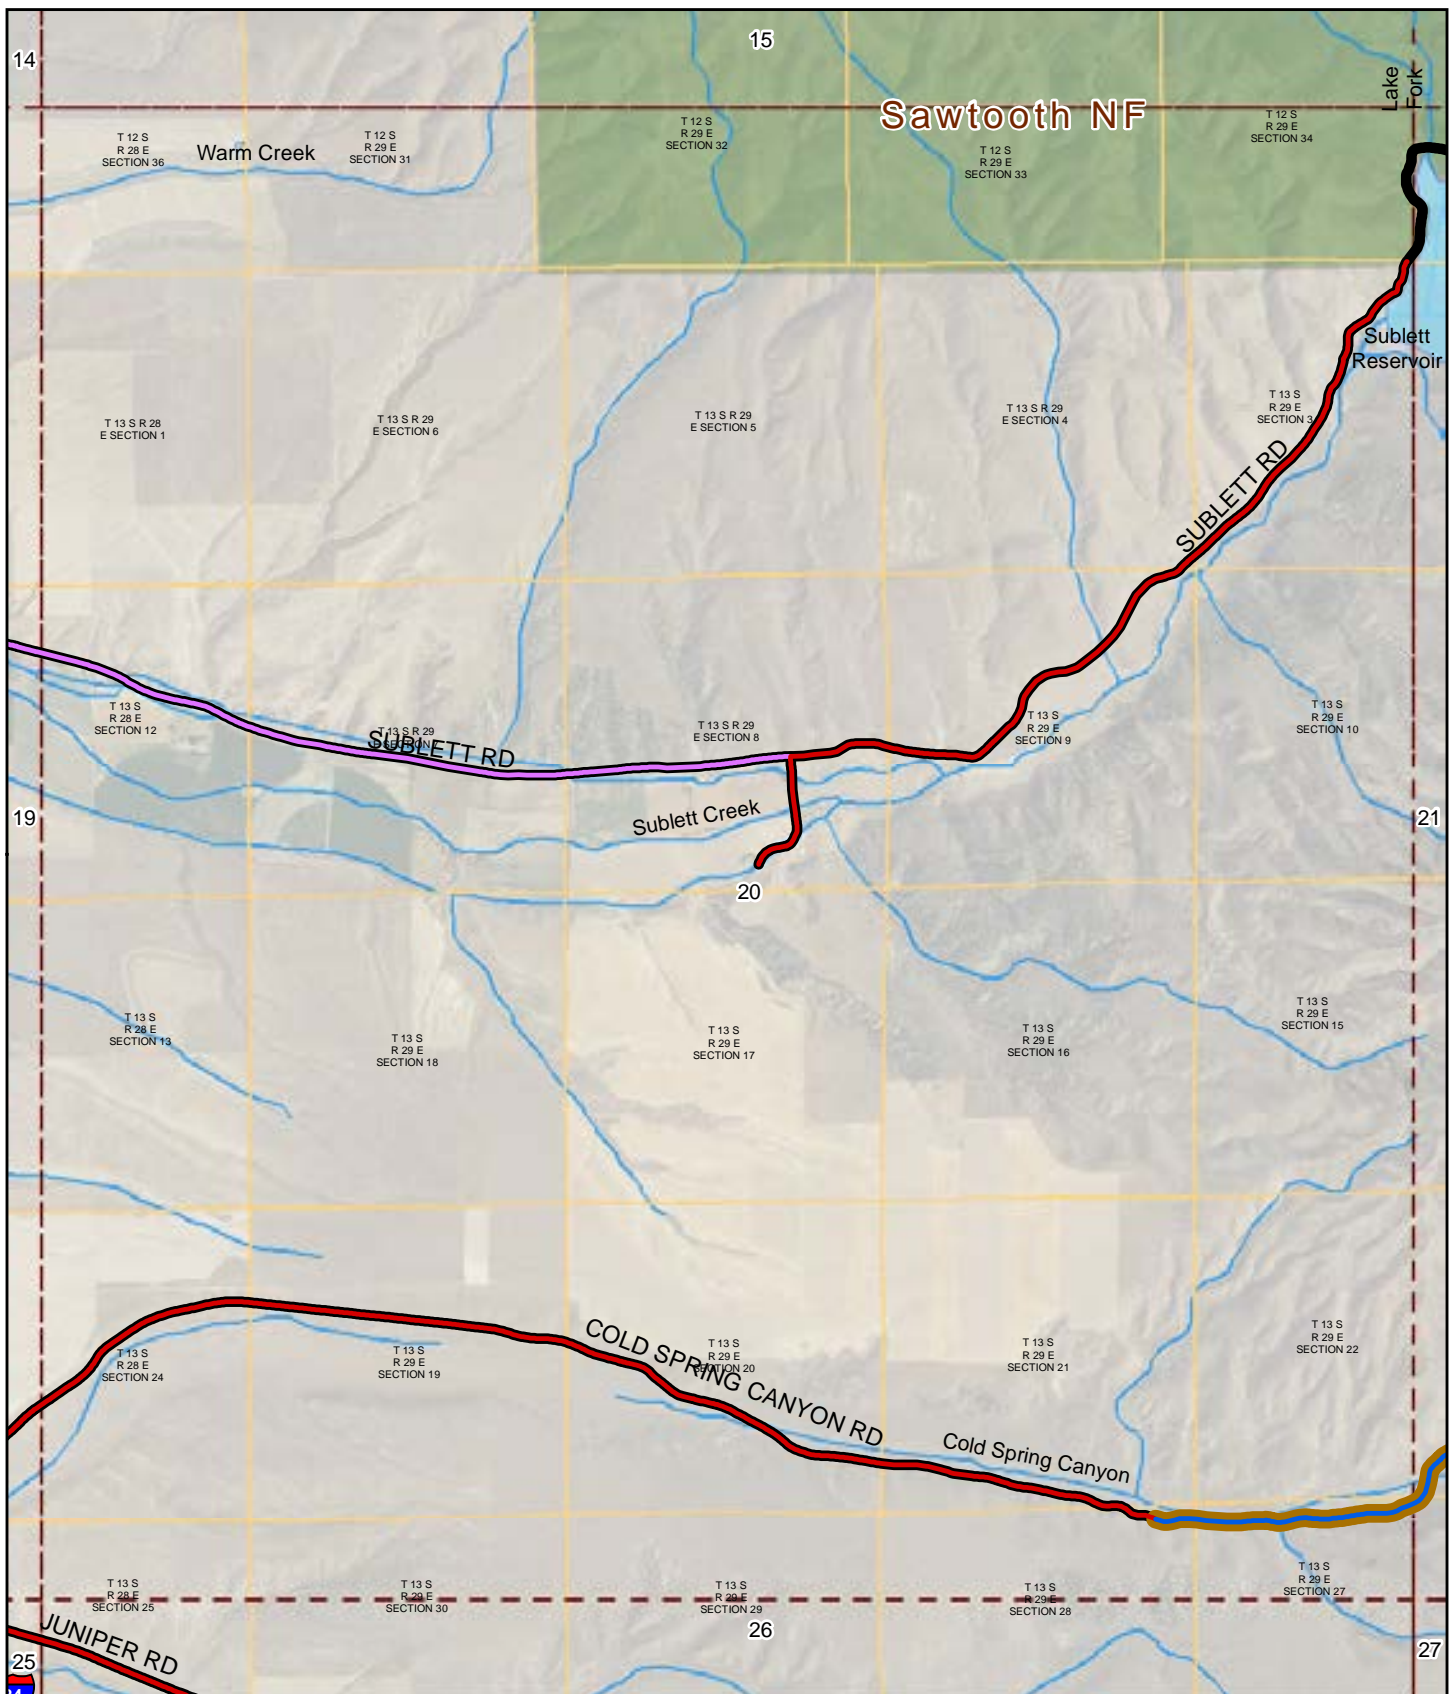 14
15
Lake
Fork
Sawtooth NF
T 12 S
R 28 E
SECTION 36
Warm Creek
T 12 S
R 29 E
SECTION 31
T 12 S
R 29 E
SECTION 32
T 12 S
R 29 E
SECTION 33
T 12 S
R 29 E
SECTION 34
Sublett
Reservoir
T 13 S R 28
E SECTION 1
T 13 S R 29
E SECTION 6
T 13 S R 29
E SECTION 5
T 13 S R 29
E SECTION 4
T 13 S
R 29 E
SECTION 3
SUBLETT RD
T 13 S
R 28 E
SECTION 12
T 13 S R 29
SUBLETT RD
T 13 S R 29
E SECTION 8
T 13 S
R 29 E
SECTION 9
T 13 S
R 29 E
SECTION 10
19
Sublett Creek
21
20
T 13 S
R 28 E
SECTION 13
T 13 S
R 29 E
SECTION 18
T 13 S
R 29 E
SECTION 17
T 13 S
R 29 E
SECTION 16
T 13 S
R 29 E
SECTION 15
T 13 S
R 28 E
SECTION 24
T 13 S
R 29 E
SECTION 19
COLD SPRING CANYON RD
T 13 S
R 29 E
SECTION 20
T 13 S
R 29 E
SECTION 21
T 13 S
R 29 E
SECTION 22
Cold Spring Canyon
T 13 S
R 28 E
SECTION 25
T 13 S
R 29 E
SECTION 30
T 13 S
R 29 E
SECTION 29
T 13 S
R 29 E
SECTION 28
T 13 S
R 29 E
SECTION 27
JUNIPER RD
25
26
27